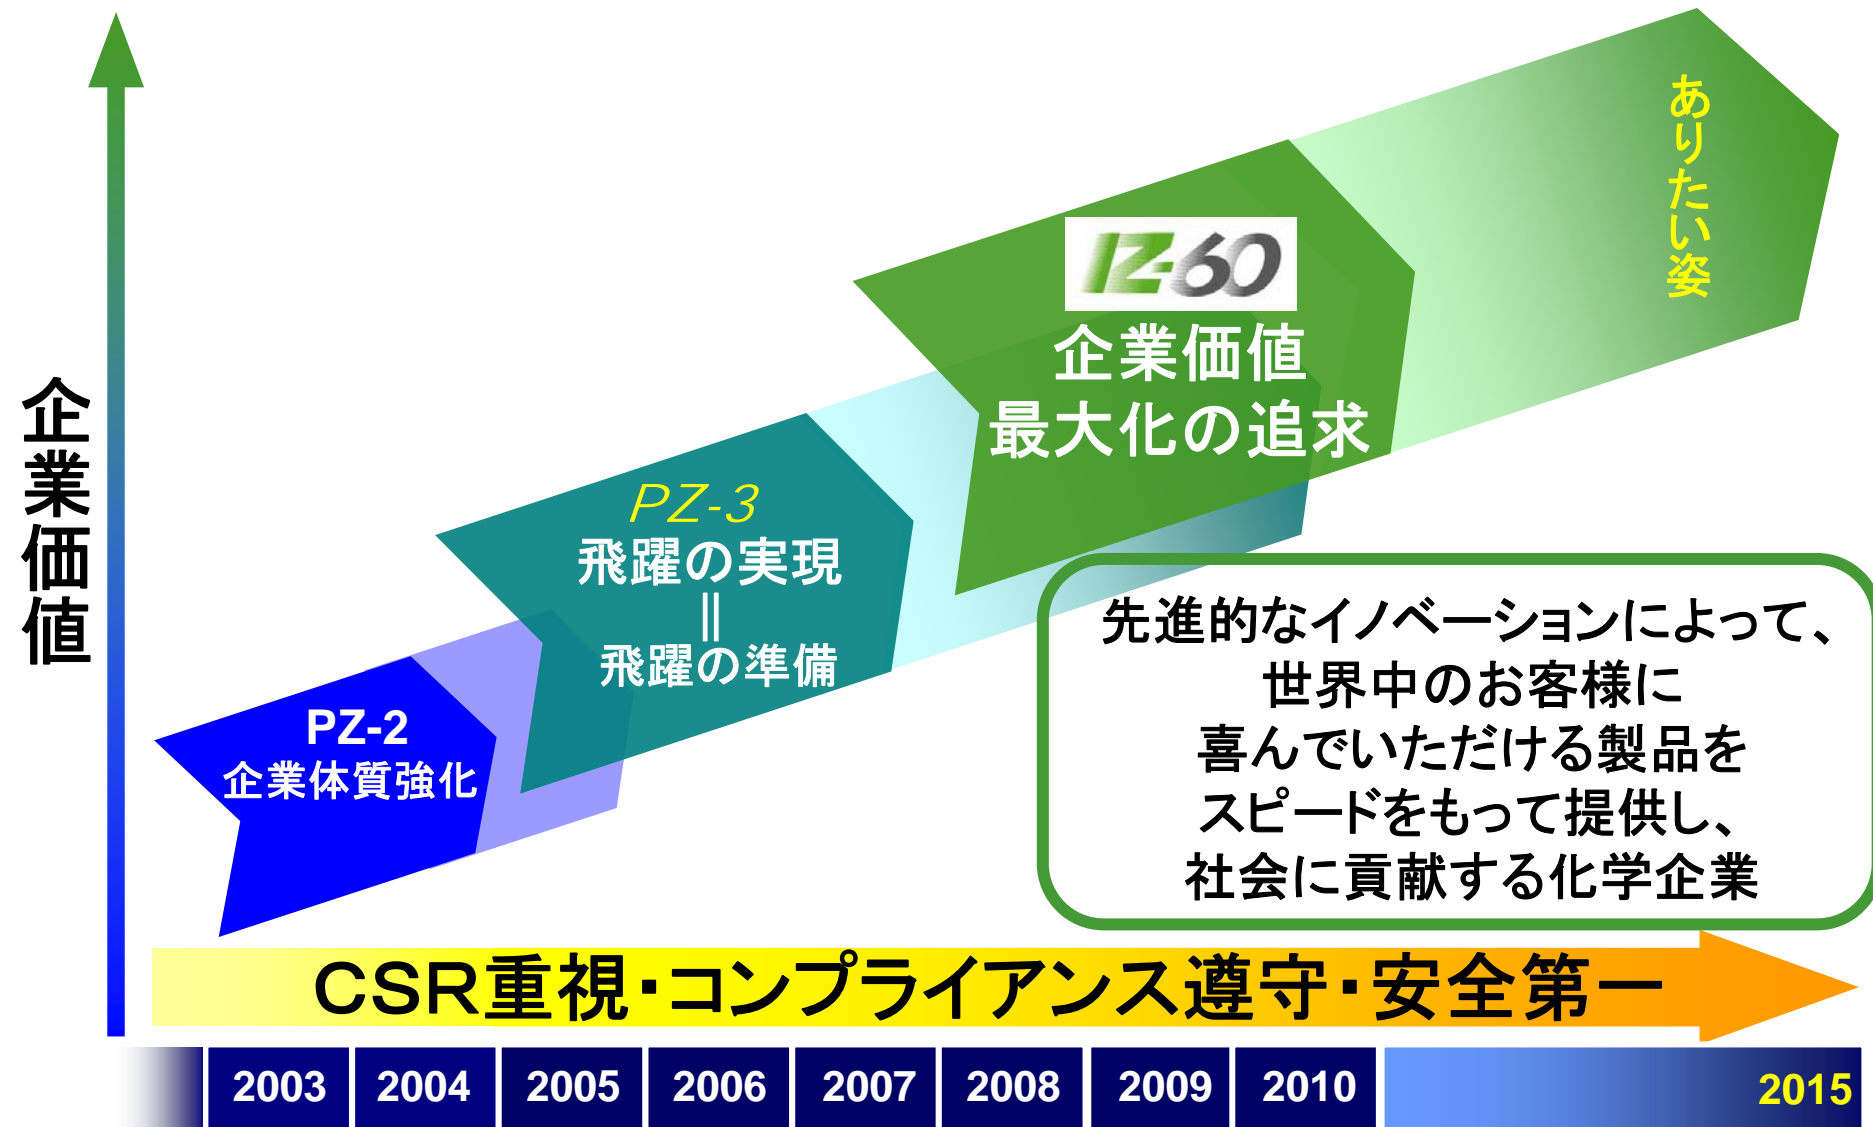 企業価値
ありたい姿
IZ-60
企業価値
最大化の追求
PZ-3
飛躍の実現
||
飛躍の準備
PZ-2
企業体質強化
先進的なイノベーションによって、
世界中のお客様に
喜んでいただける製品を
スピードをもって提供し、
社会に貢献する化学企業
CSR重視・コンプライアンス遵守・安全第一
2003 2004 2005 2006 2007 2008 2009 2010 2015